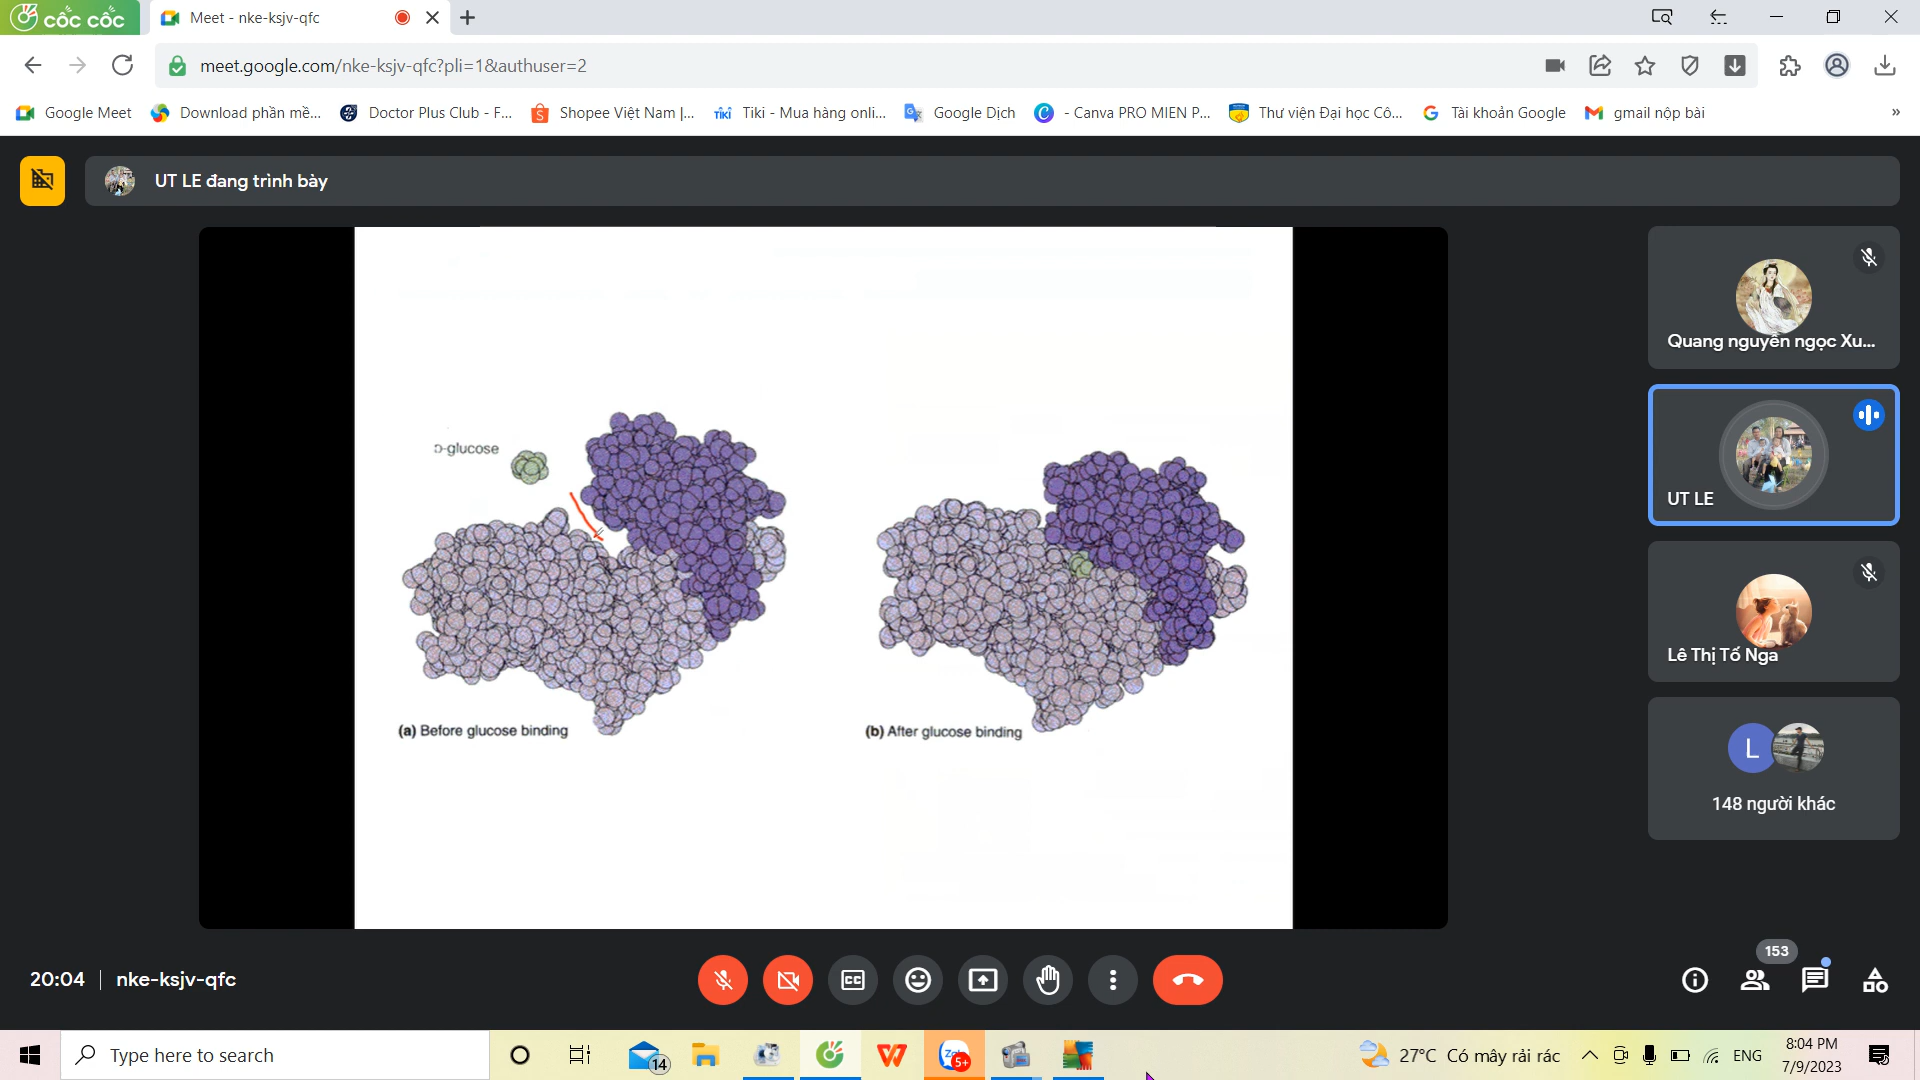 cốc cốc
Meet - nke-ksjv-qfc
meet.google.com/nke-ksjv-qfc?pli=1&authuser=2
Google Meet
Download phần mề...
Doctor Plus Club - F...
Shopee Việt Nam |...
TIKI
Tiki - Mua hàng onli...
Google Dịch
- Canva PRO MIEN P...
Thư viện Đại học Cô...
Tài khoản Google
gmail nộp bài
»
UT LE đang trình bày
D-glucose
(a) Before glucose binding
(b) After glucose binding
Quang nguyễn ngọc Xu...
UT LE
Lê Thị Tố Nga
L
148 người khác
20:04 | nke-ksjv-qfc
CC
153
Type here to search
14
5+
27°C Có mây rải rác
ENG
8:04 PM
7/9/2023